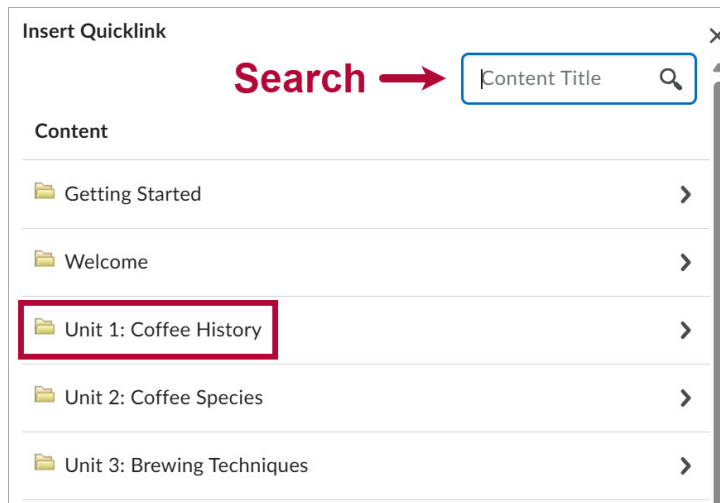 Insert Quicklink
Search
Content Title
Content
Getting Started
Welcome
Unit 1: Coffee History
Unit 2: Coffee Species
Unit 3: Brewing Techniques